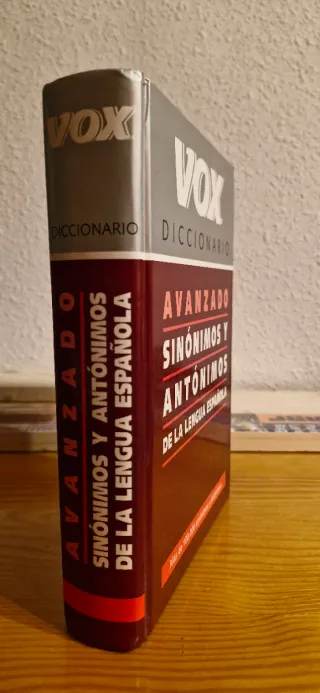 VOX
DICCIONARIO
AVANZADO
SINÓNIMOS Y ANTÓNIMOS
DE LA LENGUA ESPAÑOLA
VOX
DICCIONARIO
AVANZADO
SINÓNIMOS Y
ANTÓNIMOS
DE LA LENGUA ESPAÑOLA